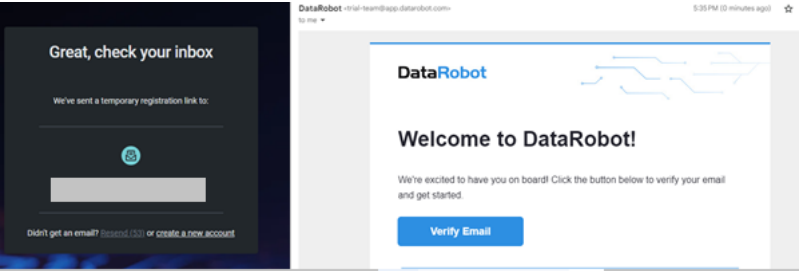 Great, check your inbox
We've sent a temporary registration link to:
Didn't get an email? Resend (53) or create a new account
DataRobot <trial-team@app.datarobot.com>
5:35 PM (0 minutes ago)
to me
DataRobot
Welcome to DataRobot!
We're excited to have you on board! Click the button below to verify your email
and get started.
Verify Email